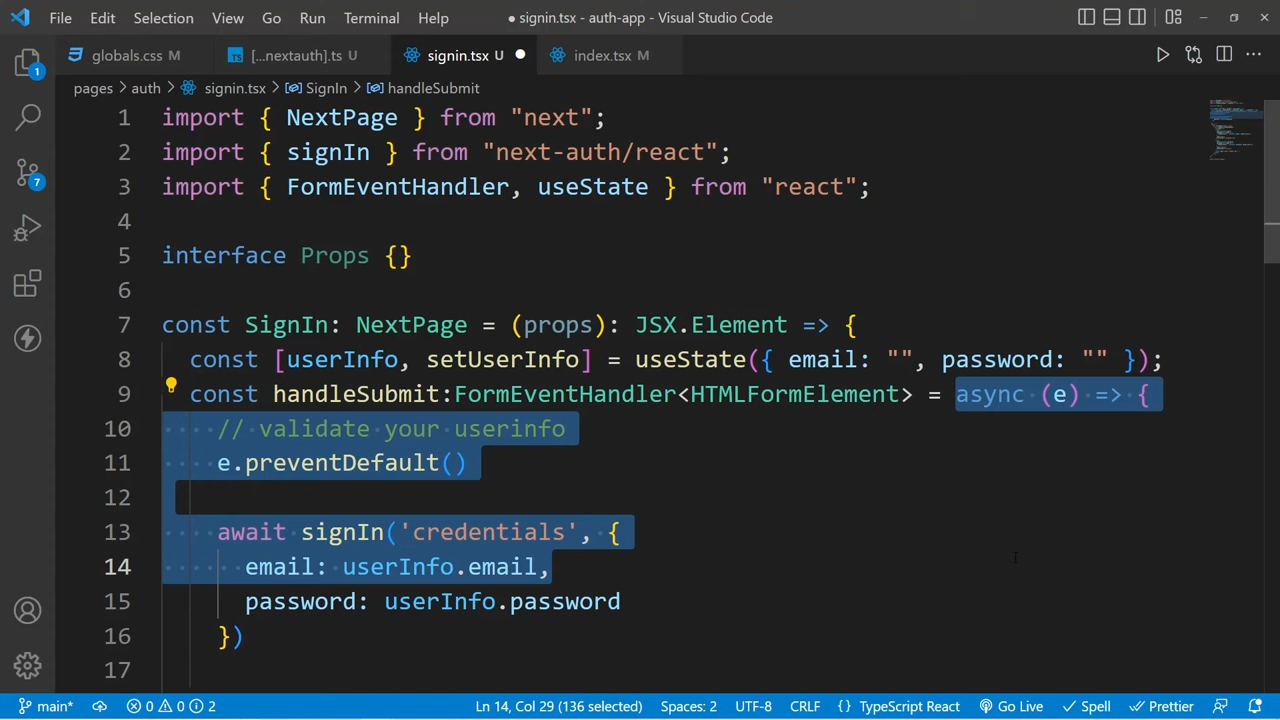 File Edit Selection View Go Run Terminal Help
● signin.tsx - auth-app - Visual Studio Code
globals.css M
TS [...nextauth].ts U
signin.tsx U ●
index.tsx M
pages > auth > signin.tsx > SignIn > handleSubmit
1
7
1 import { NextPage } from "next";
2 import { signIn } from "next-auth/react";
3 import { FormEventHandler, useState } from "react";
4
5 interface Props {}
6
7 const SignIn: NextPage = (props): JSX.Element => {
8 const [userInfo, setUserInfo] = useState({ email: "", password: "" });
9 const handleSubmit:FormEventHandler<HTMLFormElement> = async (e) => {
10 // validate your userinfo
11 e.preventDefault()
12
13 await signIn('credentials', {
14 email: userInfo.email,
15 password: userInfo.password
16 })
17
main* 0 0 2 Ln 14, Col 29 (136 selected) Spaces: 2 UTF-8 CRLF {} TypeScript React Go Live Spell Prettier